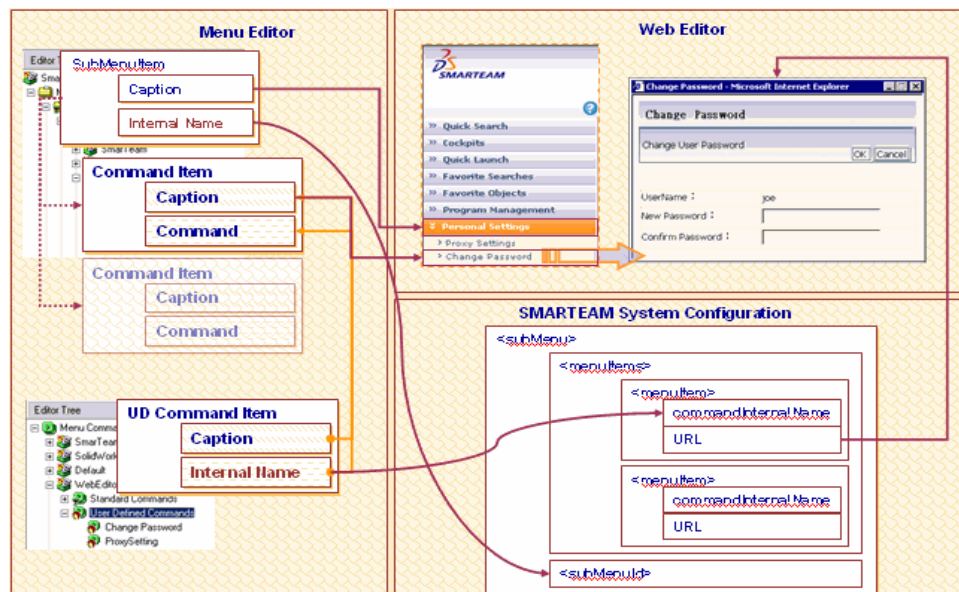 Menu Editor
Editor T
SubMenuItem
Sma
Caption
Internal Name
SmarTeam
Command Item
Caption
Command
Command Item
Caption
Command
Editor Tree
UD Command Item
Menu Comma
SmarTear
Caption
SolidWork
Default
Internal Name
WebEdito
Standard Commands
User Defined Commands
Change Password
ProxySetting
Web Editor
SMARTEAM
?
Quick Search
Cockpits
Quick Launch
Favorite Searches
Favorite Objects
Program Management
Personal Settings
Proxy Settings
Change Password
Change Password - Microsoft Internet Explorer
Change Password
Change User Password
OK Cancel
UserName : joe
New Password :
Confirm Password :
SMARTEAM System Configuration
<subMenu>
<menuItems>
<menuItem>
commandInternalName
URL
<menuItem>
commandInternalName
URL
<subMenuId>